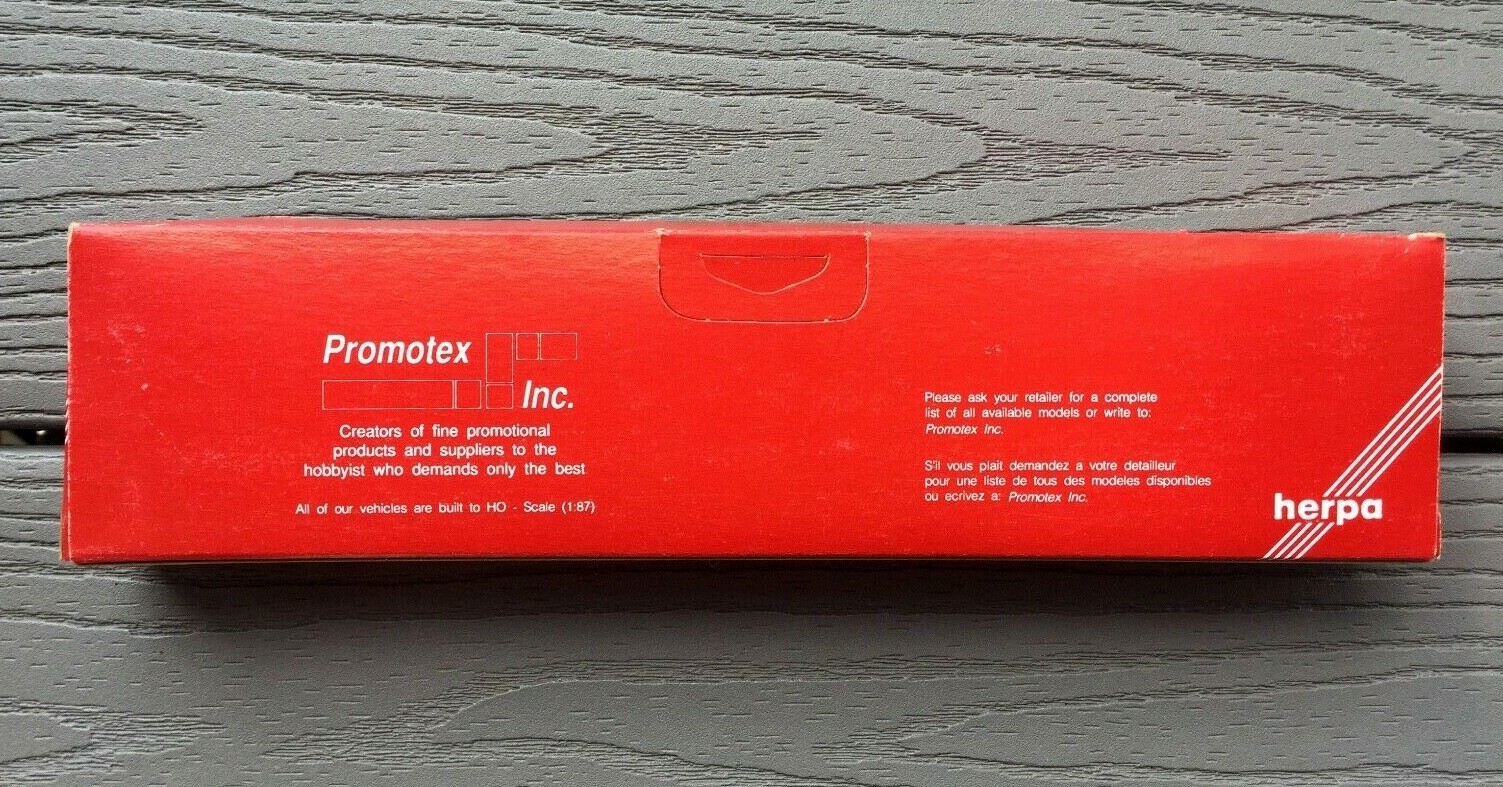 Promotex
Inc.
Creators of fine promotional
products and suppliers to the
hobbyist who demands only the best
All of our vehicles are built to HO - Scale (1:87)
Please ask your retailer for a complete
list of all available models or write to:
Promotex Inc.
S'il vous plait demandez a votre detailleur
pour une liste de tous des modeles disponibles
ou ecrivez a: Promotex Inc.
herpa